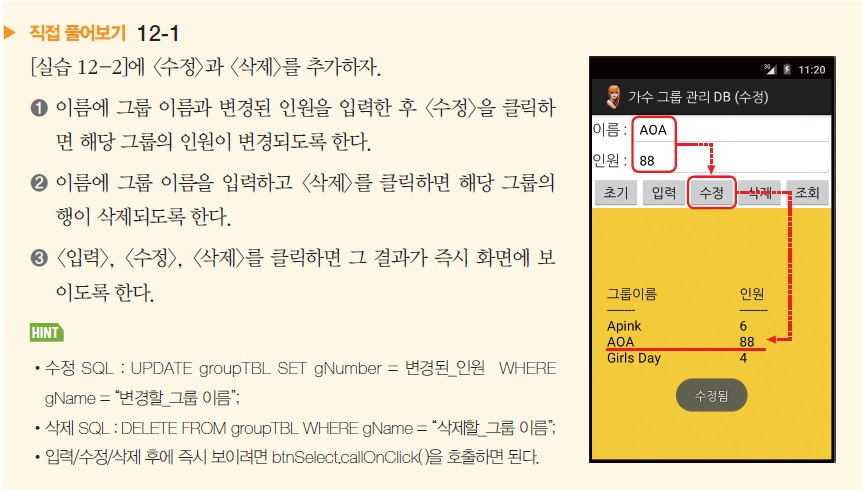 ▶ 직접 풀어보기 12-1
[실습 12-2]에 〈수정〉과 〈삭제〉를 추가하자.
❶ 이름에 그룹 이름과 변경된 인원을 입력한 후 〈수정〉을 클릭하
면 해당 그룹의 인원이 변경되도록 한다.
❷ 이름에 그룹 이름을 입력하고 〈삭제〉를 클릭하면 해당 그룹의
행이 삭제되도록 한다.
❸ 〈입력〉, 〈수정〉, 〈삭제〉를 클릭하면 그 결과가 즉시 화면에 보
이도록 한다.
HINT
• 수정 SQL : UPDATE groupTBL SET gNumber = 변경된_인원 WHERE
gName = “변경할_그룹 이름”;
• 삭제 SQL : DELETE FROM groupTBL WHERE gName = “삭제할_그룹 이름”;
• 입력/수정/삭제 후에 즉시 보이려면 btnSelect.callOnClick( )을 호출하면 된다.
3G 11:20
가수 그룹 관리 DB (수정)
이름 : AOA
인원 : 88
초기 입력 수정 삭제 조회
그룹이름 인원
-------- --------
Apink 6
AOA 88
Girls Day 4
수정됨